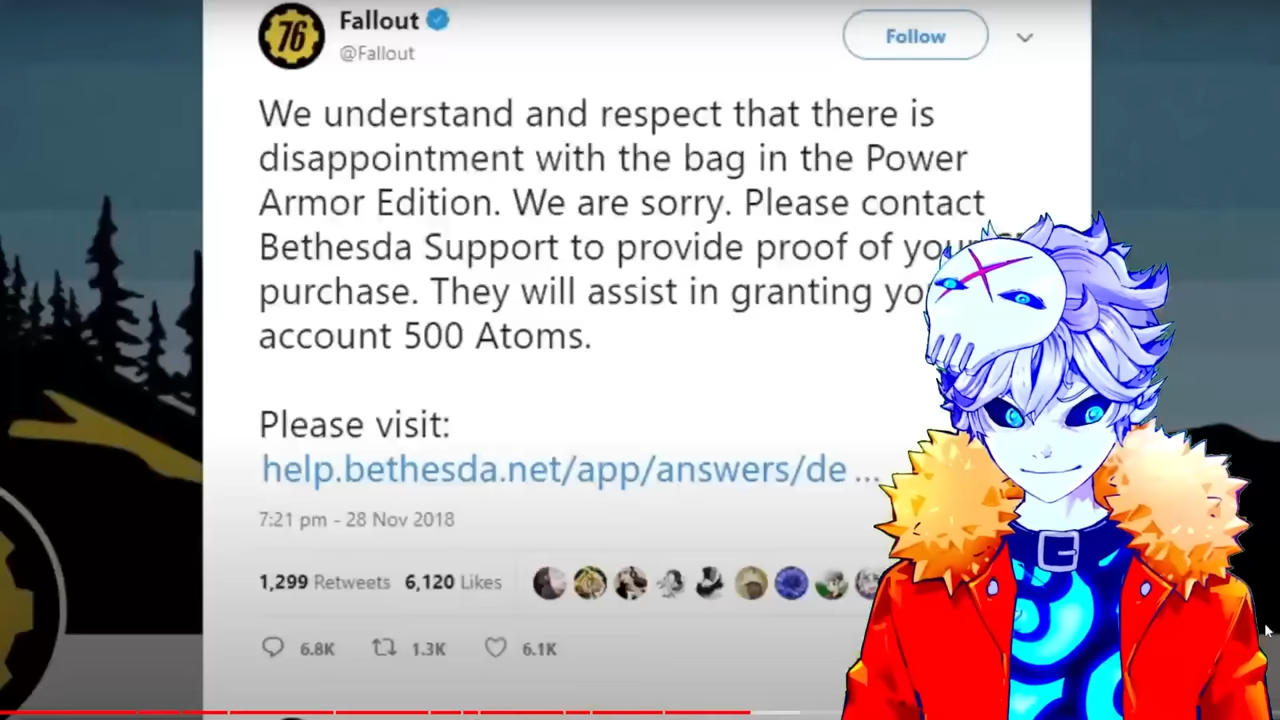 76
Fallout
@Fallout
Follow
We understand and respect that there is
disappointment with the bag in the Power
Armor Edition. We are sorry. Please contact
Bethesda Support to provide proof of
purchase. They will assist in granting
account 500 Atoms.
Please visit:
help.bethesda.net/app/answers/de ...
7:21 pm - 28 Nov 2018
1,299 Retweets 6,120 Likes
6.8K 1.3K 6.1K